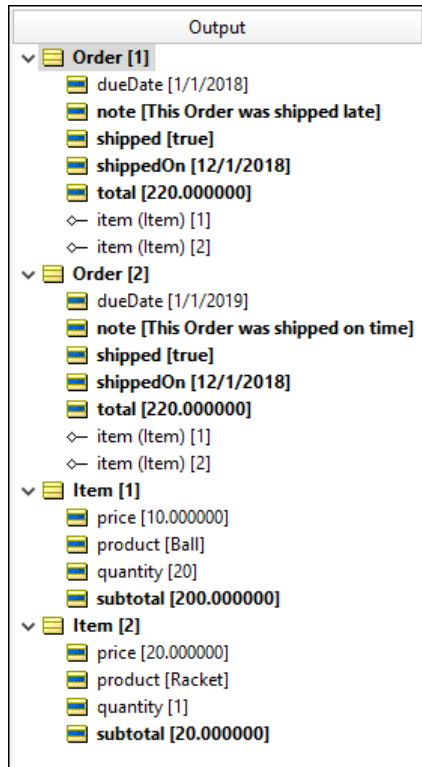 Output
Order [1]
dueDate [1/1/2018]
note [This Order was shipped late]
shipped [true]
shippedOn [12/1/2018]
total [220.000000]
item (Item) [1]
item (Item) [2]
Order [2]
dueDate [1/1/2019]
note [This Order was shipped on time]
shipped [true]
shippedOn [12/1/2018]
total [220.000000]
item (Item) [1]
item (Item) [2]
Item [1]
price [10.000000]
product [Ball]
quantity [20]
subtotal [200.000000]
Item [2]
price [20.000000]
product [Racket]
quantity [1]
subtotal [20.000000]